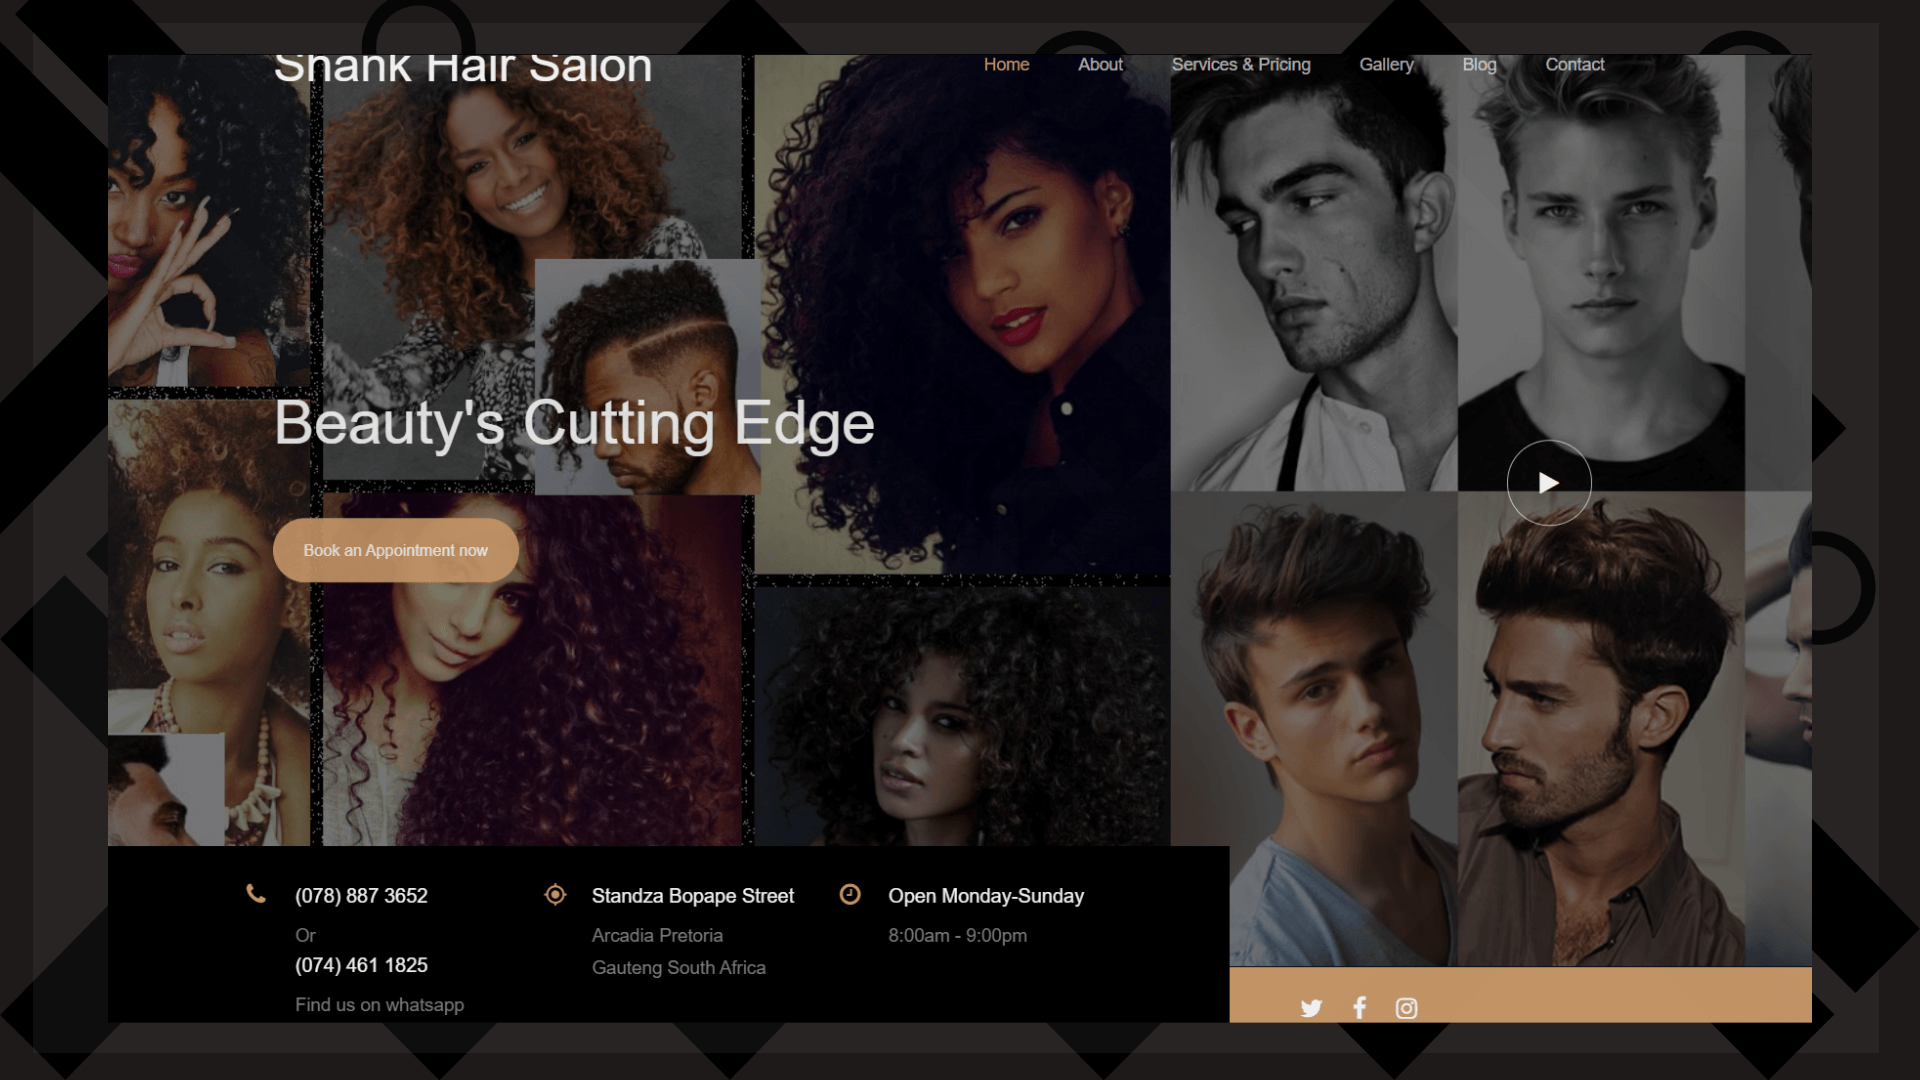 Shank Hair Salon
Home About Services & Pricing Gallery Blog Contact
Beauty's Cutting Edge
Book an Appointment now
(078) 887 3652
Or
(074) 461 1825
Find us on whatsapp
Standza Bopape Street
Arcadia Pretoria
Gauteng South Africa
Open Monday-Sunday
8:00am - 9:00pm